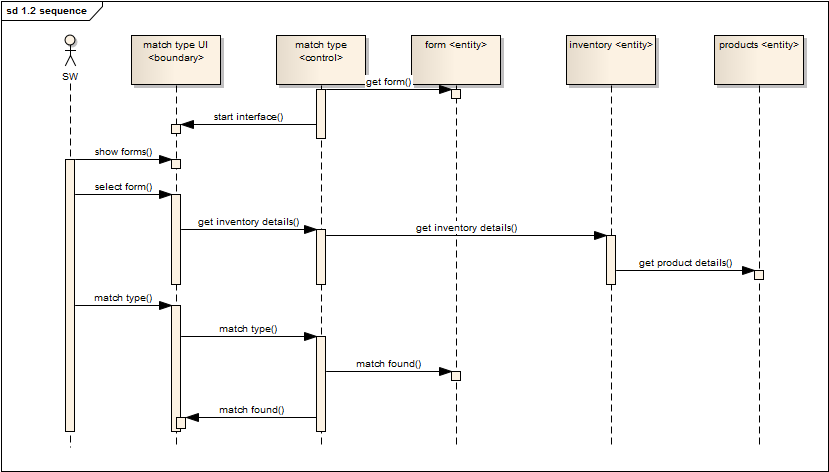 sd 1.2 sequence
SW
match type UI
<boundary>
match type
<control>
form <entity>
inventory <entity>
products <entity>
get form()
start interface()
show forms()
select form()
get inventory details()
get inventory details()
get product details()
match type()
match type()
match found()
match found()